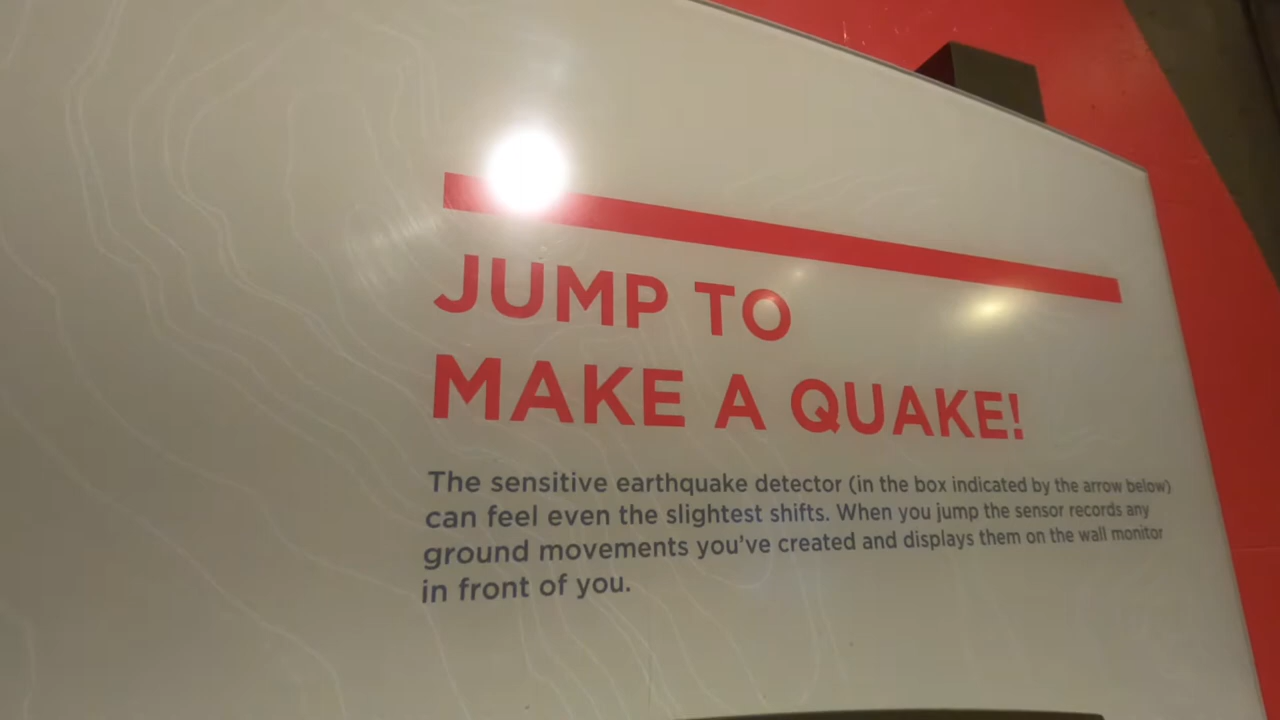 JUMP TO
MAKE A QUAKE!
The sensitive earthquake detector (in the box indicated by the arrow below)
can feel even the slightest shifts. When you jump the sensor records any
ground movements you've created and displays them on the wall monitor
in front of you.